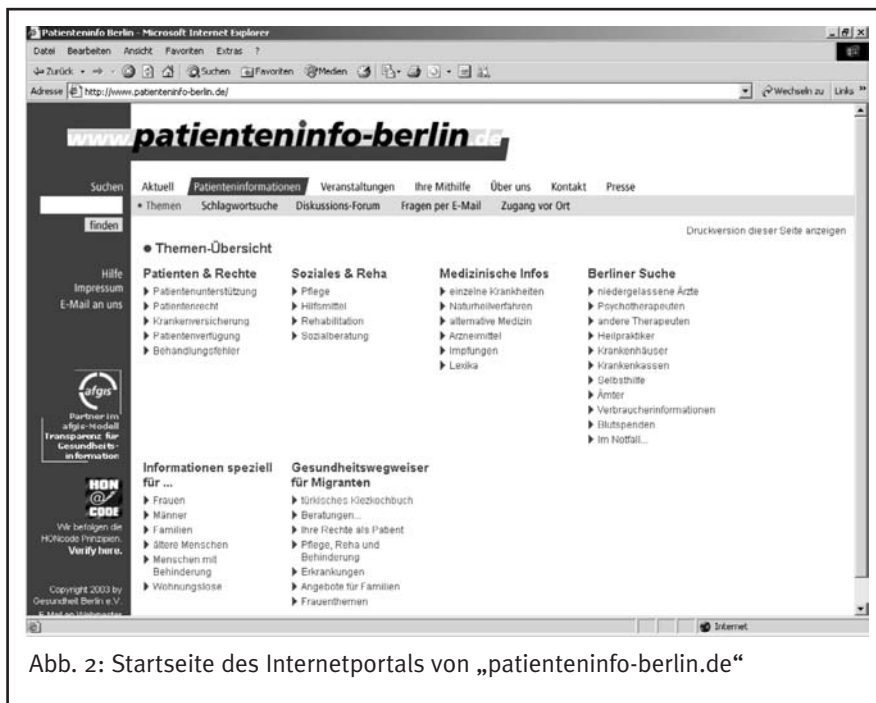 Patienteninfo Berlin - Microsoft Internet Explorer
Datei Bearbeiten Ansicht Favoriten Extras ?
Zurück Suchen Favoriten Medien
Adresse http://www.patienteninfo-berlin.de/ Wechseln zu Links »
www.patienteninfo-berlin.de
Suchen
finden
Hilfe
Impressum
E-Mail an uns
afgis
Partner im
afgis-Modell
Transparenz für
Gesundheits-
information
HON
@
CODE
Wir befolgen die
HONcode Prinzipien.
Verify here.
Copyright 2003 by
Gesundheit Berlin e.V.
E-Mail an Webmaster
Aktuell Patienteninformationen Veranstaltungen Ihre Mithilfe Über uns Kontakt Presse
• Themen Schlagwortsuche Diskussions-Forum Fragen per E-Mail Zugang vor Ort
Druckversion dieser Seite anzeigen
● Themen-Übersicht
Patienten & Rechte
Patientenunterstützung
Patientenrecht
Krankenversicherung
Patientenverfügung
Behandlungsfehler
Soziales & Reha
Pflege
Hilfsmittel
Rehabilitation
Sozialberatung
Medizinische Infos
einzelne Krankheiten
Naturheilverfahren
alternative Medizin
Arzneimittel
Impfungen
Lexika
Berliner Suche
niedergelassene Ärzte
Psychotherapeuten
andere Therapeuten
Heilpraktiker
Krankenhäuser
Krankenkassen
Selbsthilfe
Ämter
Verbraucherinformationen
Blutspenden
Im Notfall...
Informationen speziell
für ...
Frauen
Männer
Familien
ältere Menschen
Menschen mit
Behinderung
Wohnungslose
Gesundheitswegweiser
für Migranten
türkisches Kiezkochbuch
Beratungen...
Ihre Rechte als Patient
Pflege, Reha und
Behinderung
Erkrankungen
Angebote für Familien
Frauenthemen
Internet
Abb. 2: Startseite des Internetportals von „patienteninfo-berlin.de“